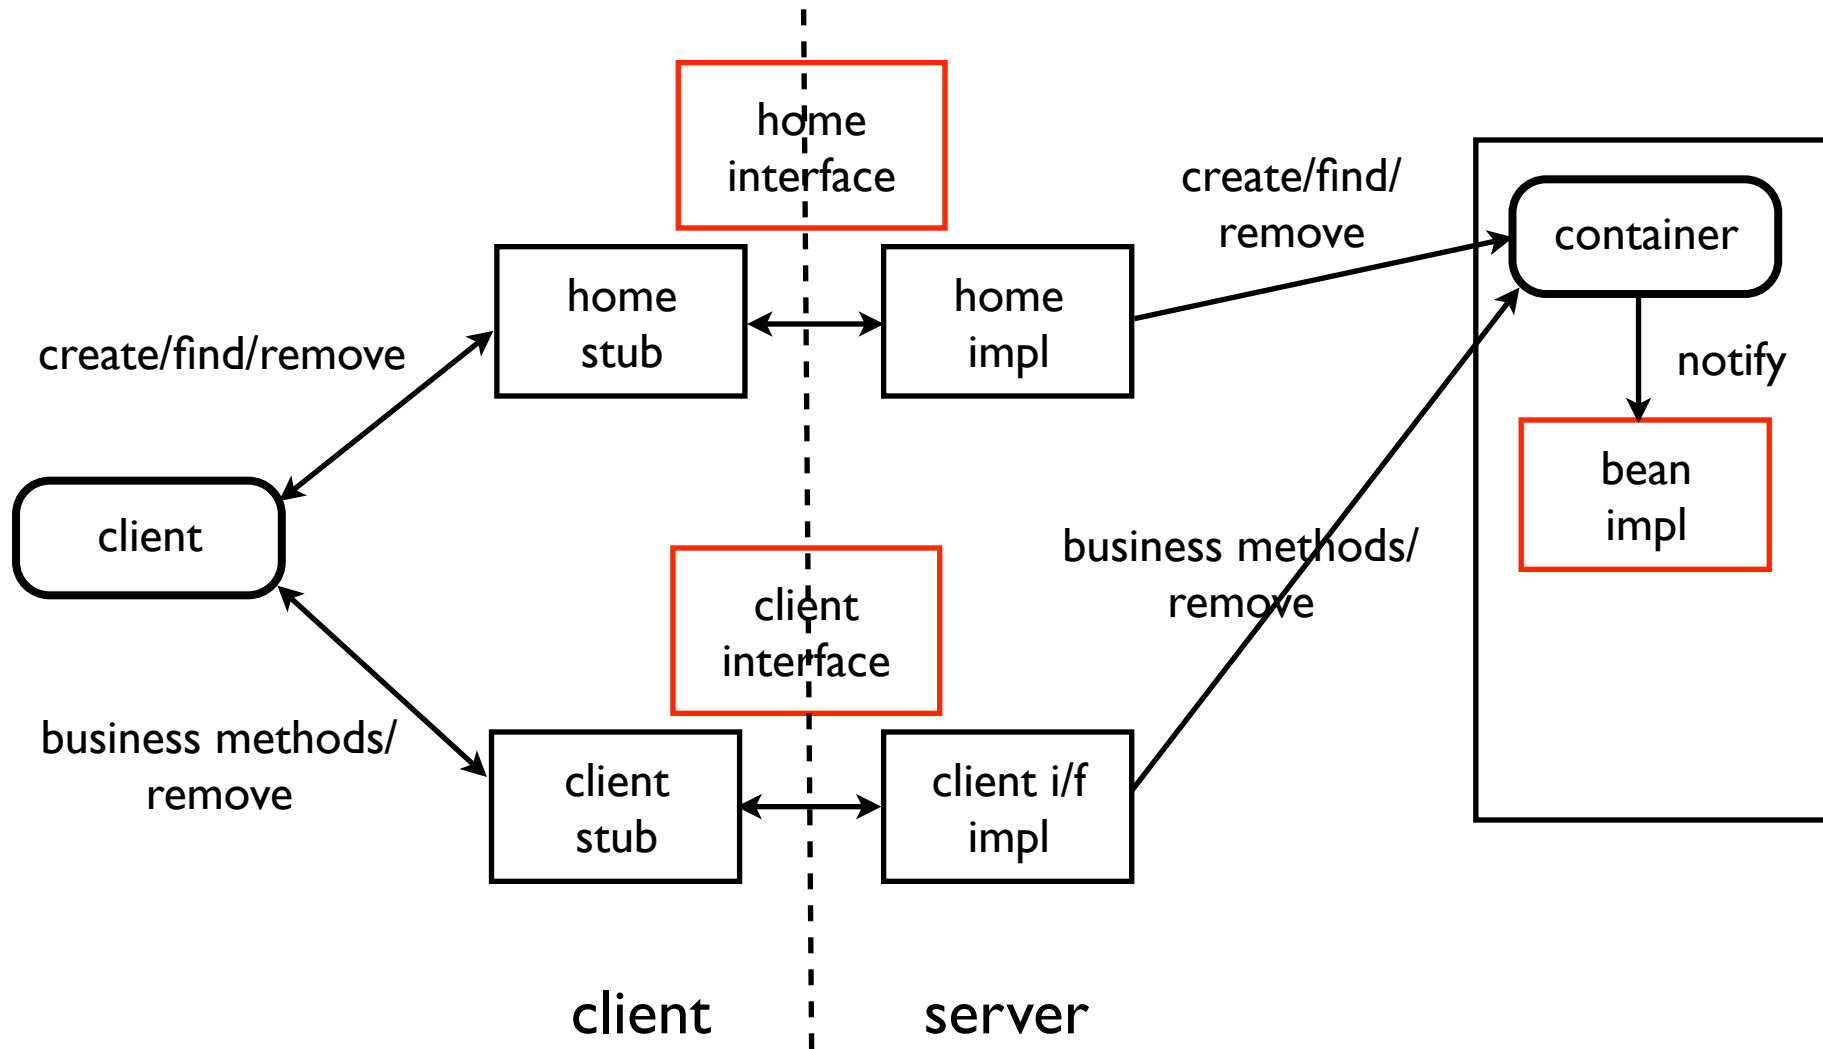 home
interface
create/find/
remove
container
home
stub
home
impl
create/find/remove
notify
client
bean
impl
business methods/
remove
client
interface
business methods/
remove
client
stub
client i/f
impl
client
server